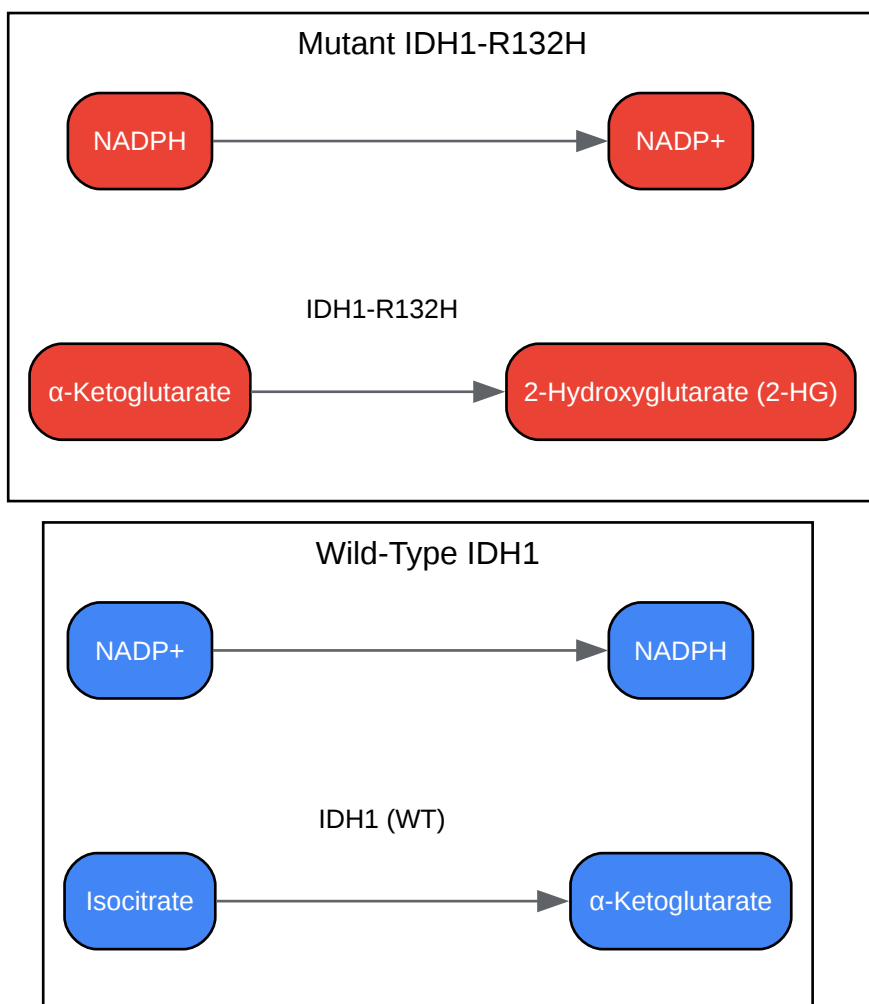 Mutant IDH1-R132H
NADPH
NADP+
IDH1-R132H
α-Ketoglutarate
2-Hydroxyglutarate (2-HG)
Wild-Type IDH1
NADP+
NADPH
IDH1 (WT)
Isocitrate
α-Ketoglutarate